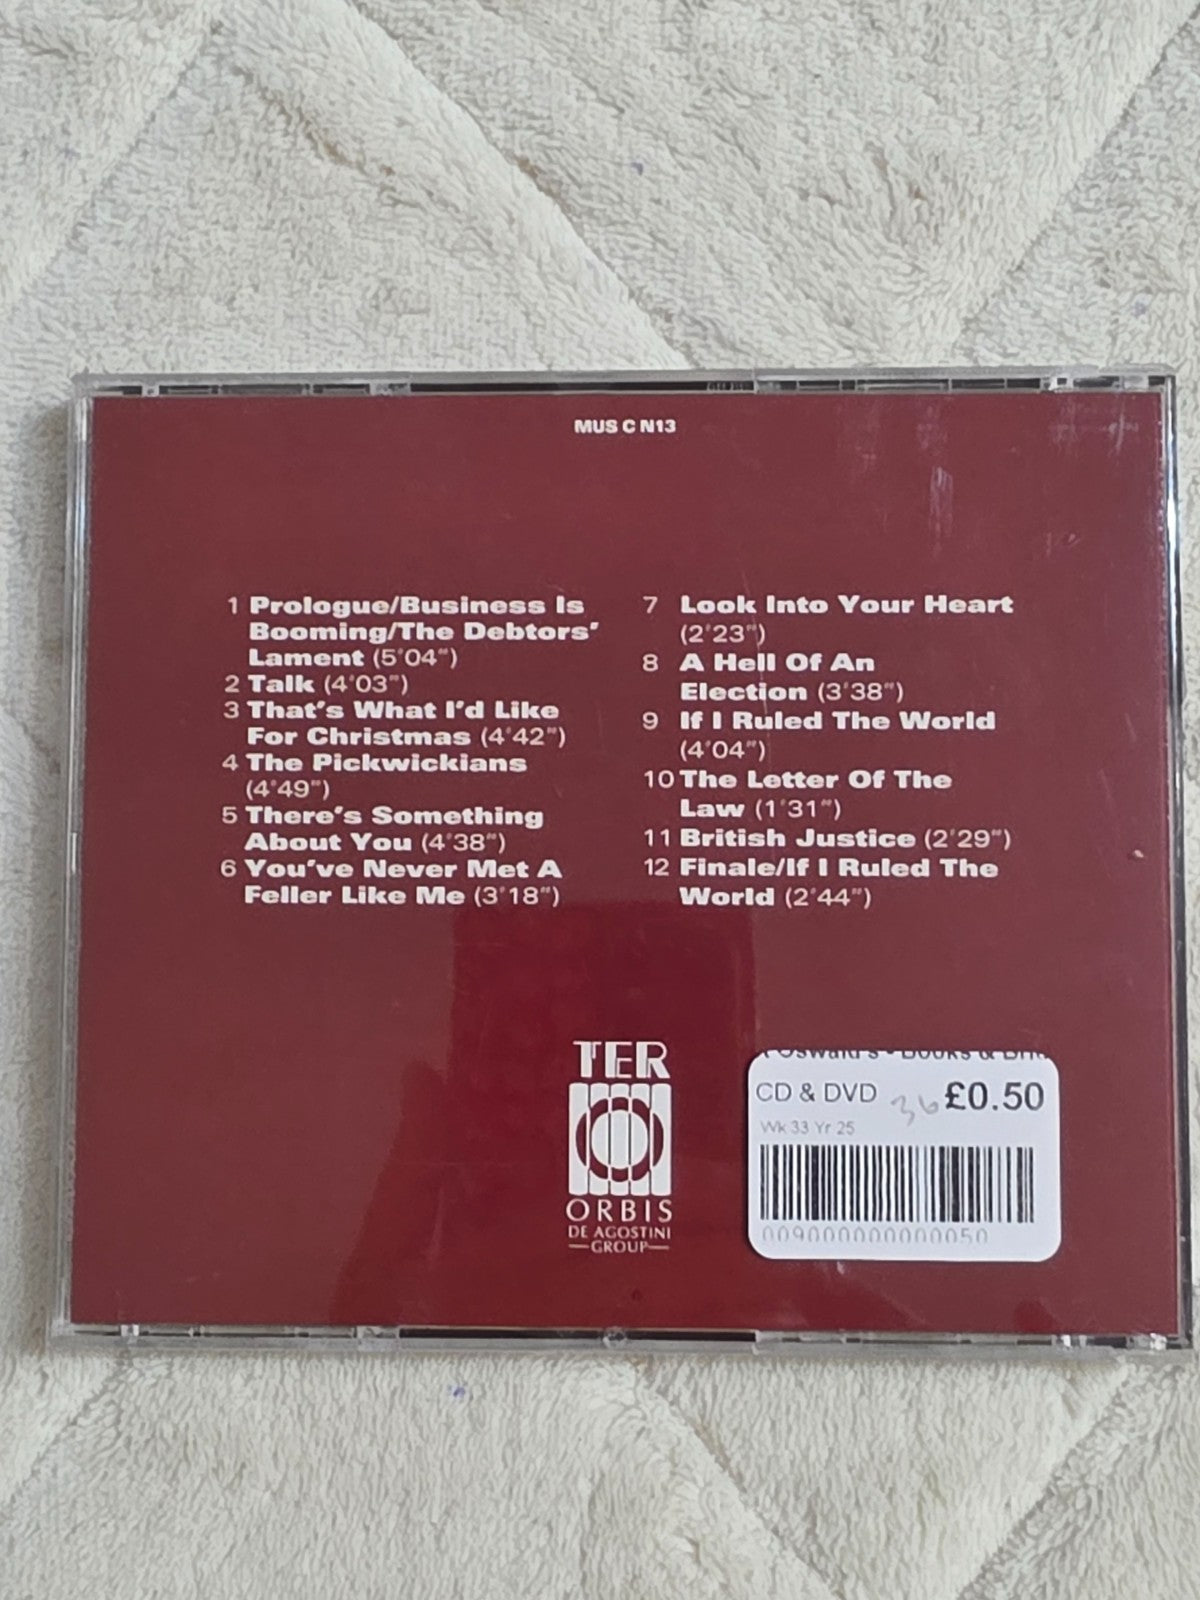 MUS C N13
1 Prologue/Business Is
Booming/The Debtors'
Lament (5'04")
2 Talk (4'03")
3 That's What I'd Like
For Christmas (4'42")
4 The Pickwickians
(4'49")
5 There's Something
About You (4'38")
6 You've Never Met A
Feller Like Me (3'18")
7 Look Into Your Heart
(2'23")
8 A Hell Of An
Election (3'38")
9 If I Ruled The World
(4'04")
10 The Letter Of The
Law (1'31")
11 British Justice (2'29")
12 Finale/If I Ruled The
World (2'44")
TER
ORBIS
DE AGOSTINI
GROUP
Oswald's - Books &
CD & DVD 36 £0.50
Wk 33 Yr 25
009000000000050